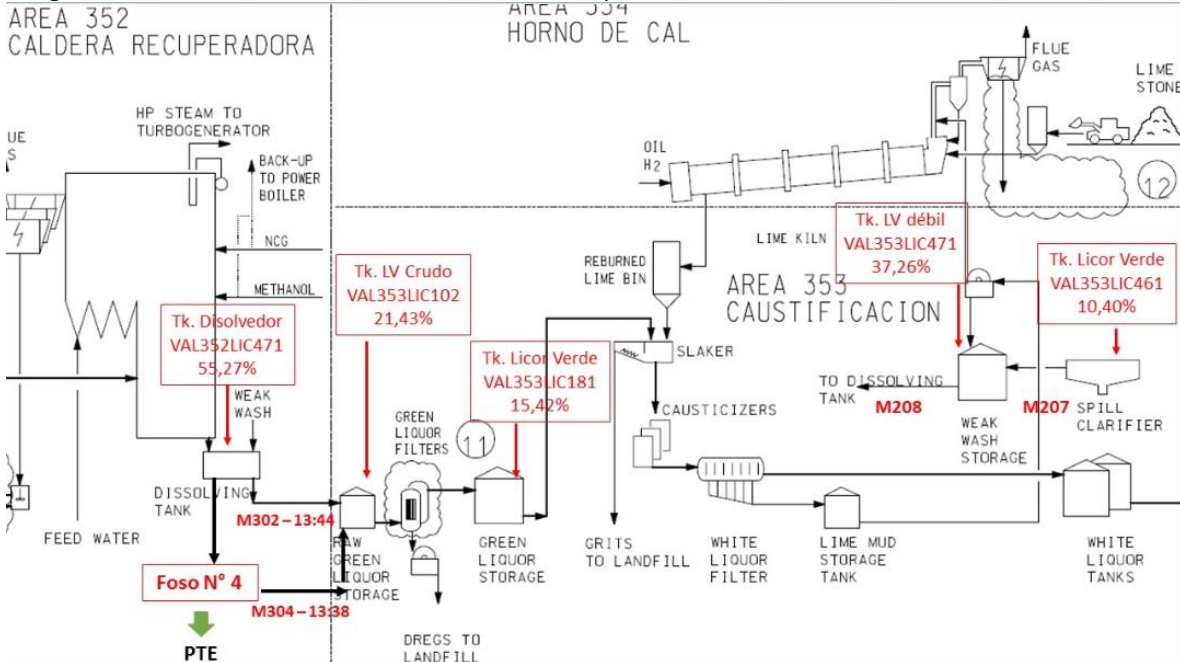 AREA 352
CALDERA RECUPERADORA
AREA 354
HORNO DE CAL
HP STEAM TO
TURBOGENERATOR
BACK-UP
TO POWER
BOILER
NCG
METHANOL
FLUE
GAS
LIME
STONE
OIL
H2
12
LIME KILN
REBURNED
LIME BIN
AREA 353
CAUSTIFICACION
Tk. LV débil
VAL353LIC471
37,26%
Tk. Licor Verde
VAL353LIC461
10,40%
Tk. LV Crudo
VAL353LIC102
21,43%
Tk. Disolvedor
VAL352LIC471
55,27%
Tk. Licor Verde
VAL353LIC181
15,42%
WEAK
WASH
GREEN
LIQUOR
FILTERS
11
SLAKER
CAUSTICIZERS
TO DISSOLVING
TANK
M208
M207
SPILL
CLARIFIER
WEAK
WASH
STORAGE
DISSOLVING
TANK
M302 – 13:44
FEED WATER
Foso N° 4
M304 – 13:38
PTE
RAW
GREEN
LIQUOR
STORAGE
GREEN
LIQUOR
STORAGE
GRITS
TO LANDFILL
WHITE
LIQUOR
FILTER
LIME MUD
STORAGE
TANK
WHITE
LIQUOR
TANKS
DREGS TO
LANDFILL